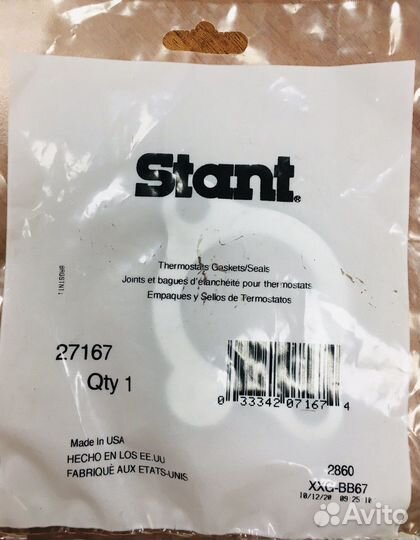 Stant®
Thermostats Gaskets/Seals
Joints et bagues d'étanchéité pour thermostats
Empaques y Sellos de Termostatos
27167
Qty 1
0 33342 07167 4
Made In USA
HECHO EN LOS EE.UU
FABRIQUÉ AUX ETATS-UNIS
2860
XXG-BB67
10/12/20 09 25 10
Avito